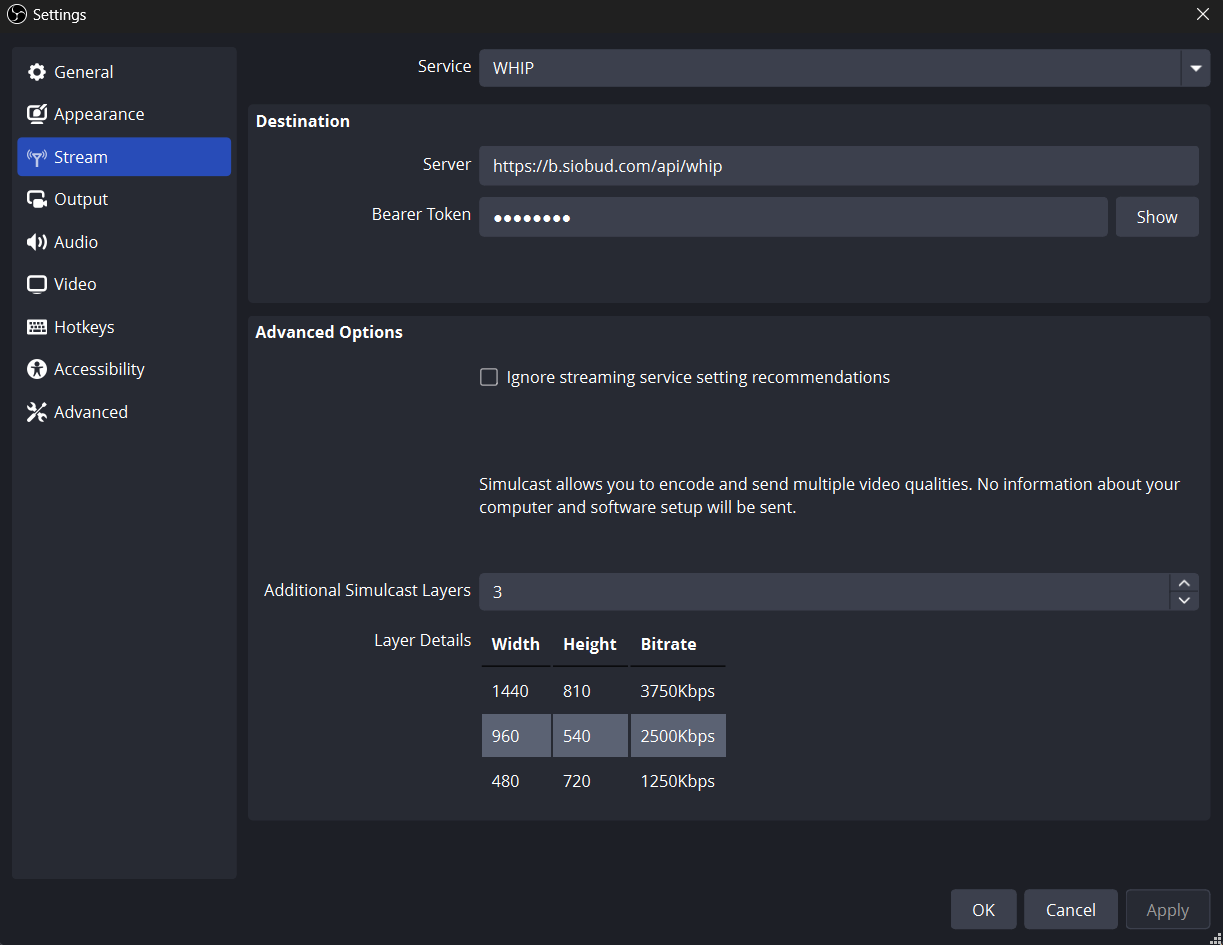 Settings
General
Appearance
Stream
Output
Audio
Video
Hotkeys
Accessibility
Advanced
Service WHIP
Destination
Server https://b.siobud.com/api/whip
Bearer Token ●●●●●●●● Show
Advanced Options
Ignore streaming service setting recommendations
Simulcast allows you to encode and send multiple video qualities. No information about your
computer and software setup will be sent.
Additional Simulcast Layers 3
Layer Details Width Height Bitrate
1440 810 3750Kbps
960 540 2500Kbps
480 720 1250Kbps
OK Cancel Apply